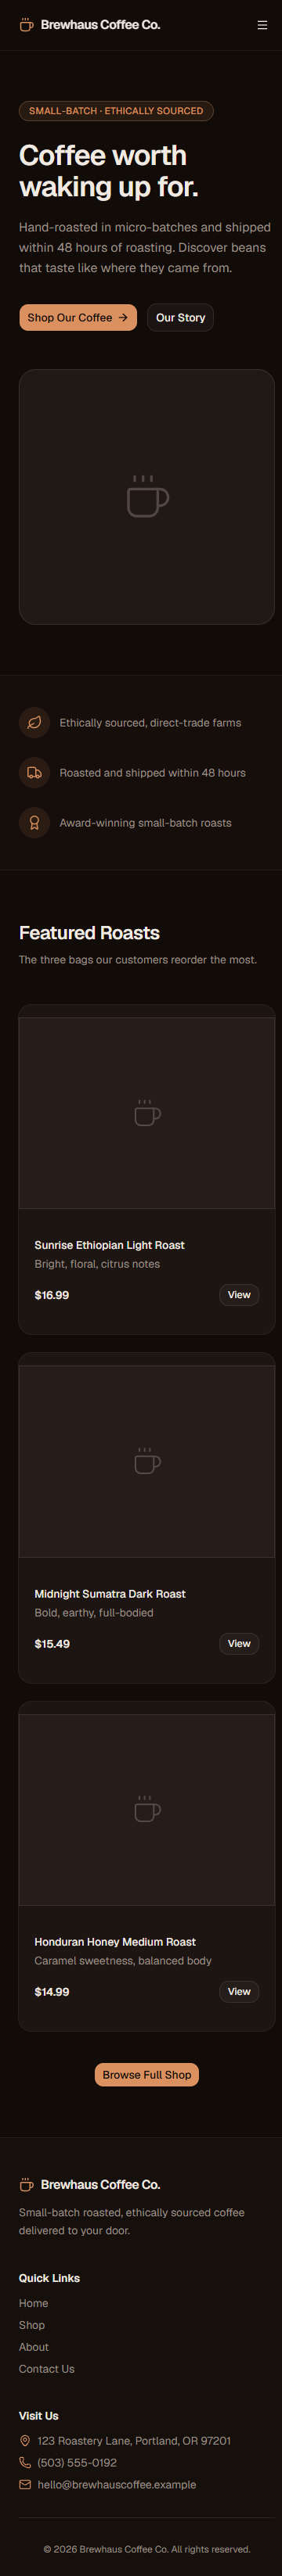 Brewhaus Coffee Co.
SMALL-BATCH · ETHICALLY SOURCED
Coffee worth
waking up for.
Hand-roasted in micro-batches and shipped
within 48 hours of roasting. Discover beans
that taste like where they came from.
Shop Our Coffee →
Our Story
Ethically sourced, direct-trade farms
Roasted and shipped within 48 hours
Award-winning small-batch roasts
Featured Roasts
The three bags our customers reorder the most.
Sunrise Ethiopian Light Roast
Bright, floral, citrus notes
$16.99
View
Midnight Sumatra Dark Roast
Bold, earthy, full-bodied
$15.49
View
Honduran Honey Medium Roast
Caramel sweetness, balanced body
$14.99
View
Browse Full Shop
Brewhaus Coffee Co.
Small-batch roasted, ethically sourced coffee
delivered to your door.
Quick Links
Home
Shop
About
Contact Us
Visit Us
123 Roastery Lane, Portland, OR 97201
(503) 555-0192
hello@brewhauscoffee.example
© 2026 Brewhaus Coffee Co. All rights reserved.